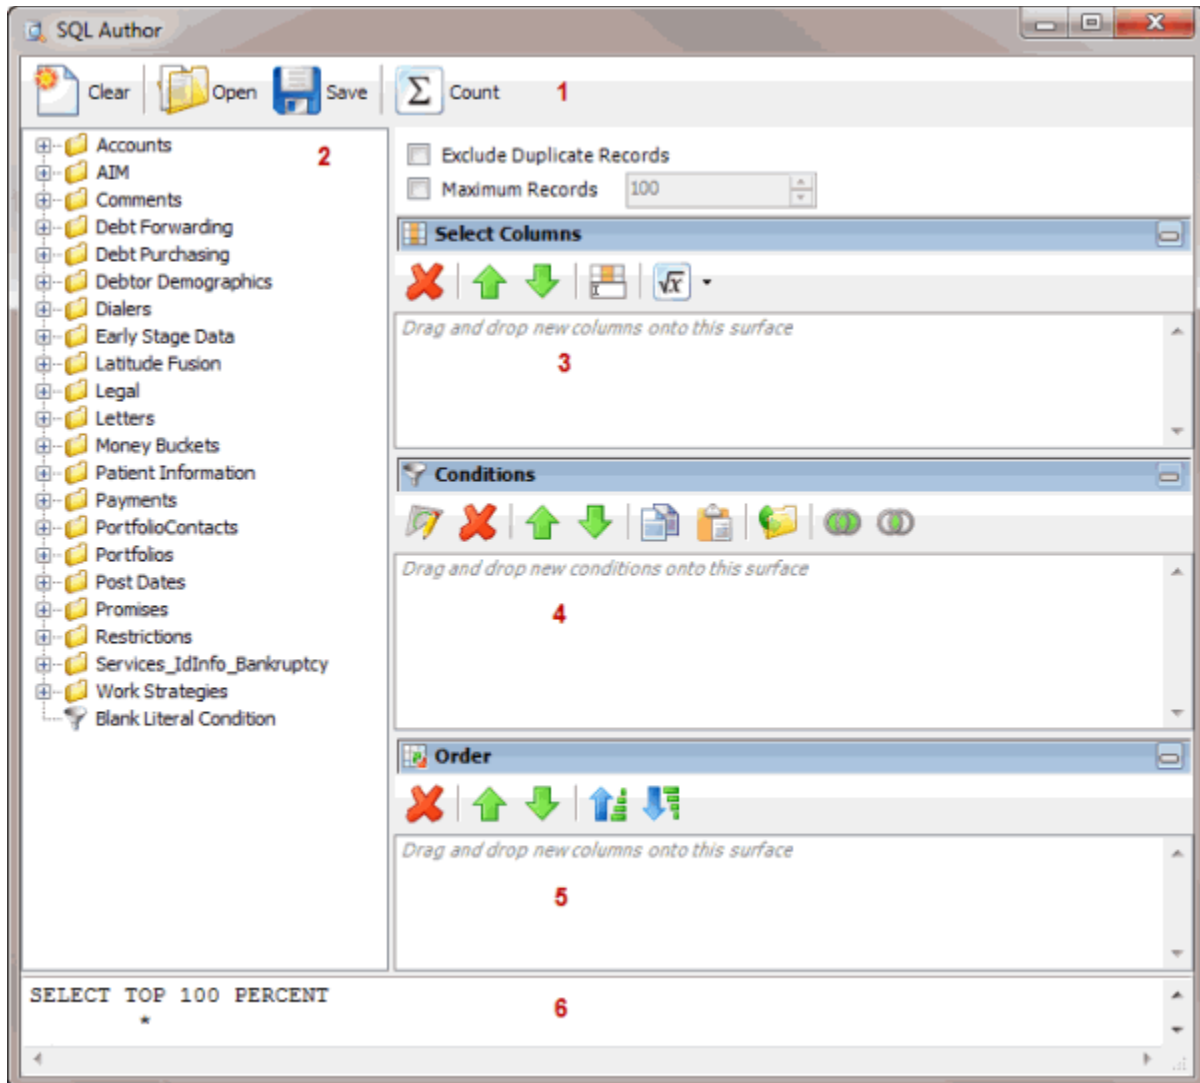 SQL Author
Clear Open Save Count 1
2
Accounts
AIM
Comments
Debt Forwarding
Debt Purchasing
Debtor Demographics
Dialers
Early Stage Data
Latitude Fusion
Legal
Letters
Money Buckets
Patient Information
Payments
PortfolioContacts
Portfolios
Post Dates
Promises
Restrictions
Services_IdInfo_Bankruptcy
Work Strategies
Blank Literal Condition
Exclude Duplicate Records
Maximum Records 100
Select Columns
Drag and drop new columns onto this surface
3
Conditions
Drag and drop new conditions onto this surface
4
Order
Drag and drop new columns onto this surface
5
SELECT TOP 100 PERCENT
*
6